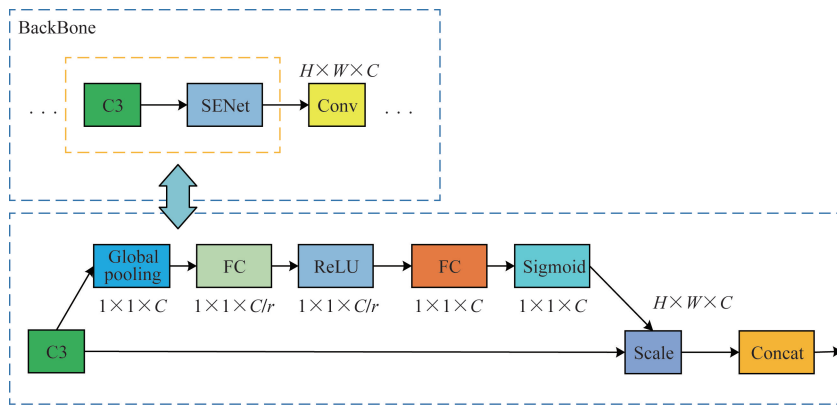 BackBone
H×W×C
. . .
C3
SENet
Conv
. . .
Global
pooling
FC
ReLU
FC
Sigmoid
1×1×C
1×1×C/r
1×1×C/r
1×1×C
1×1×C
H×W×C
C3
Scale
Concat